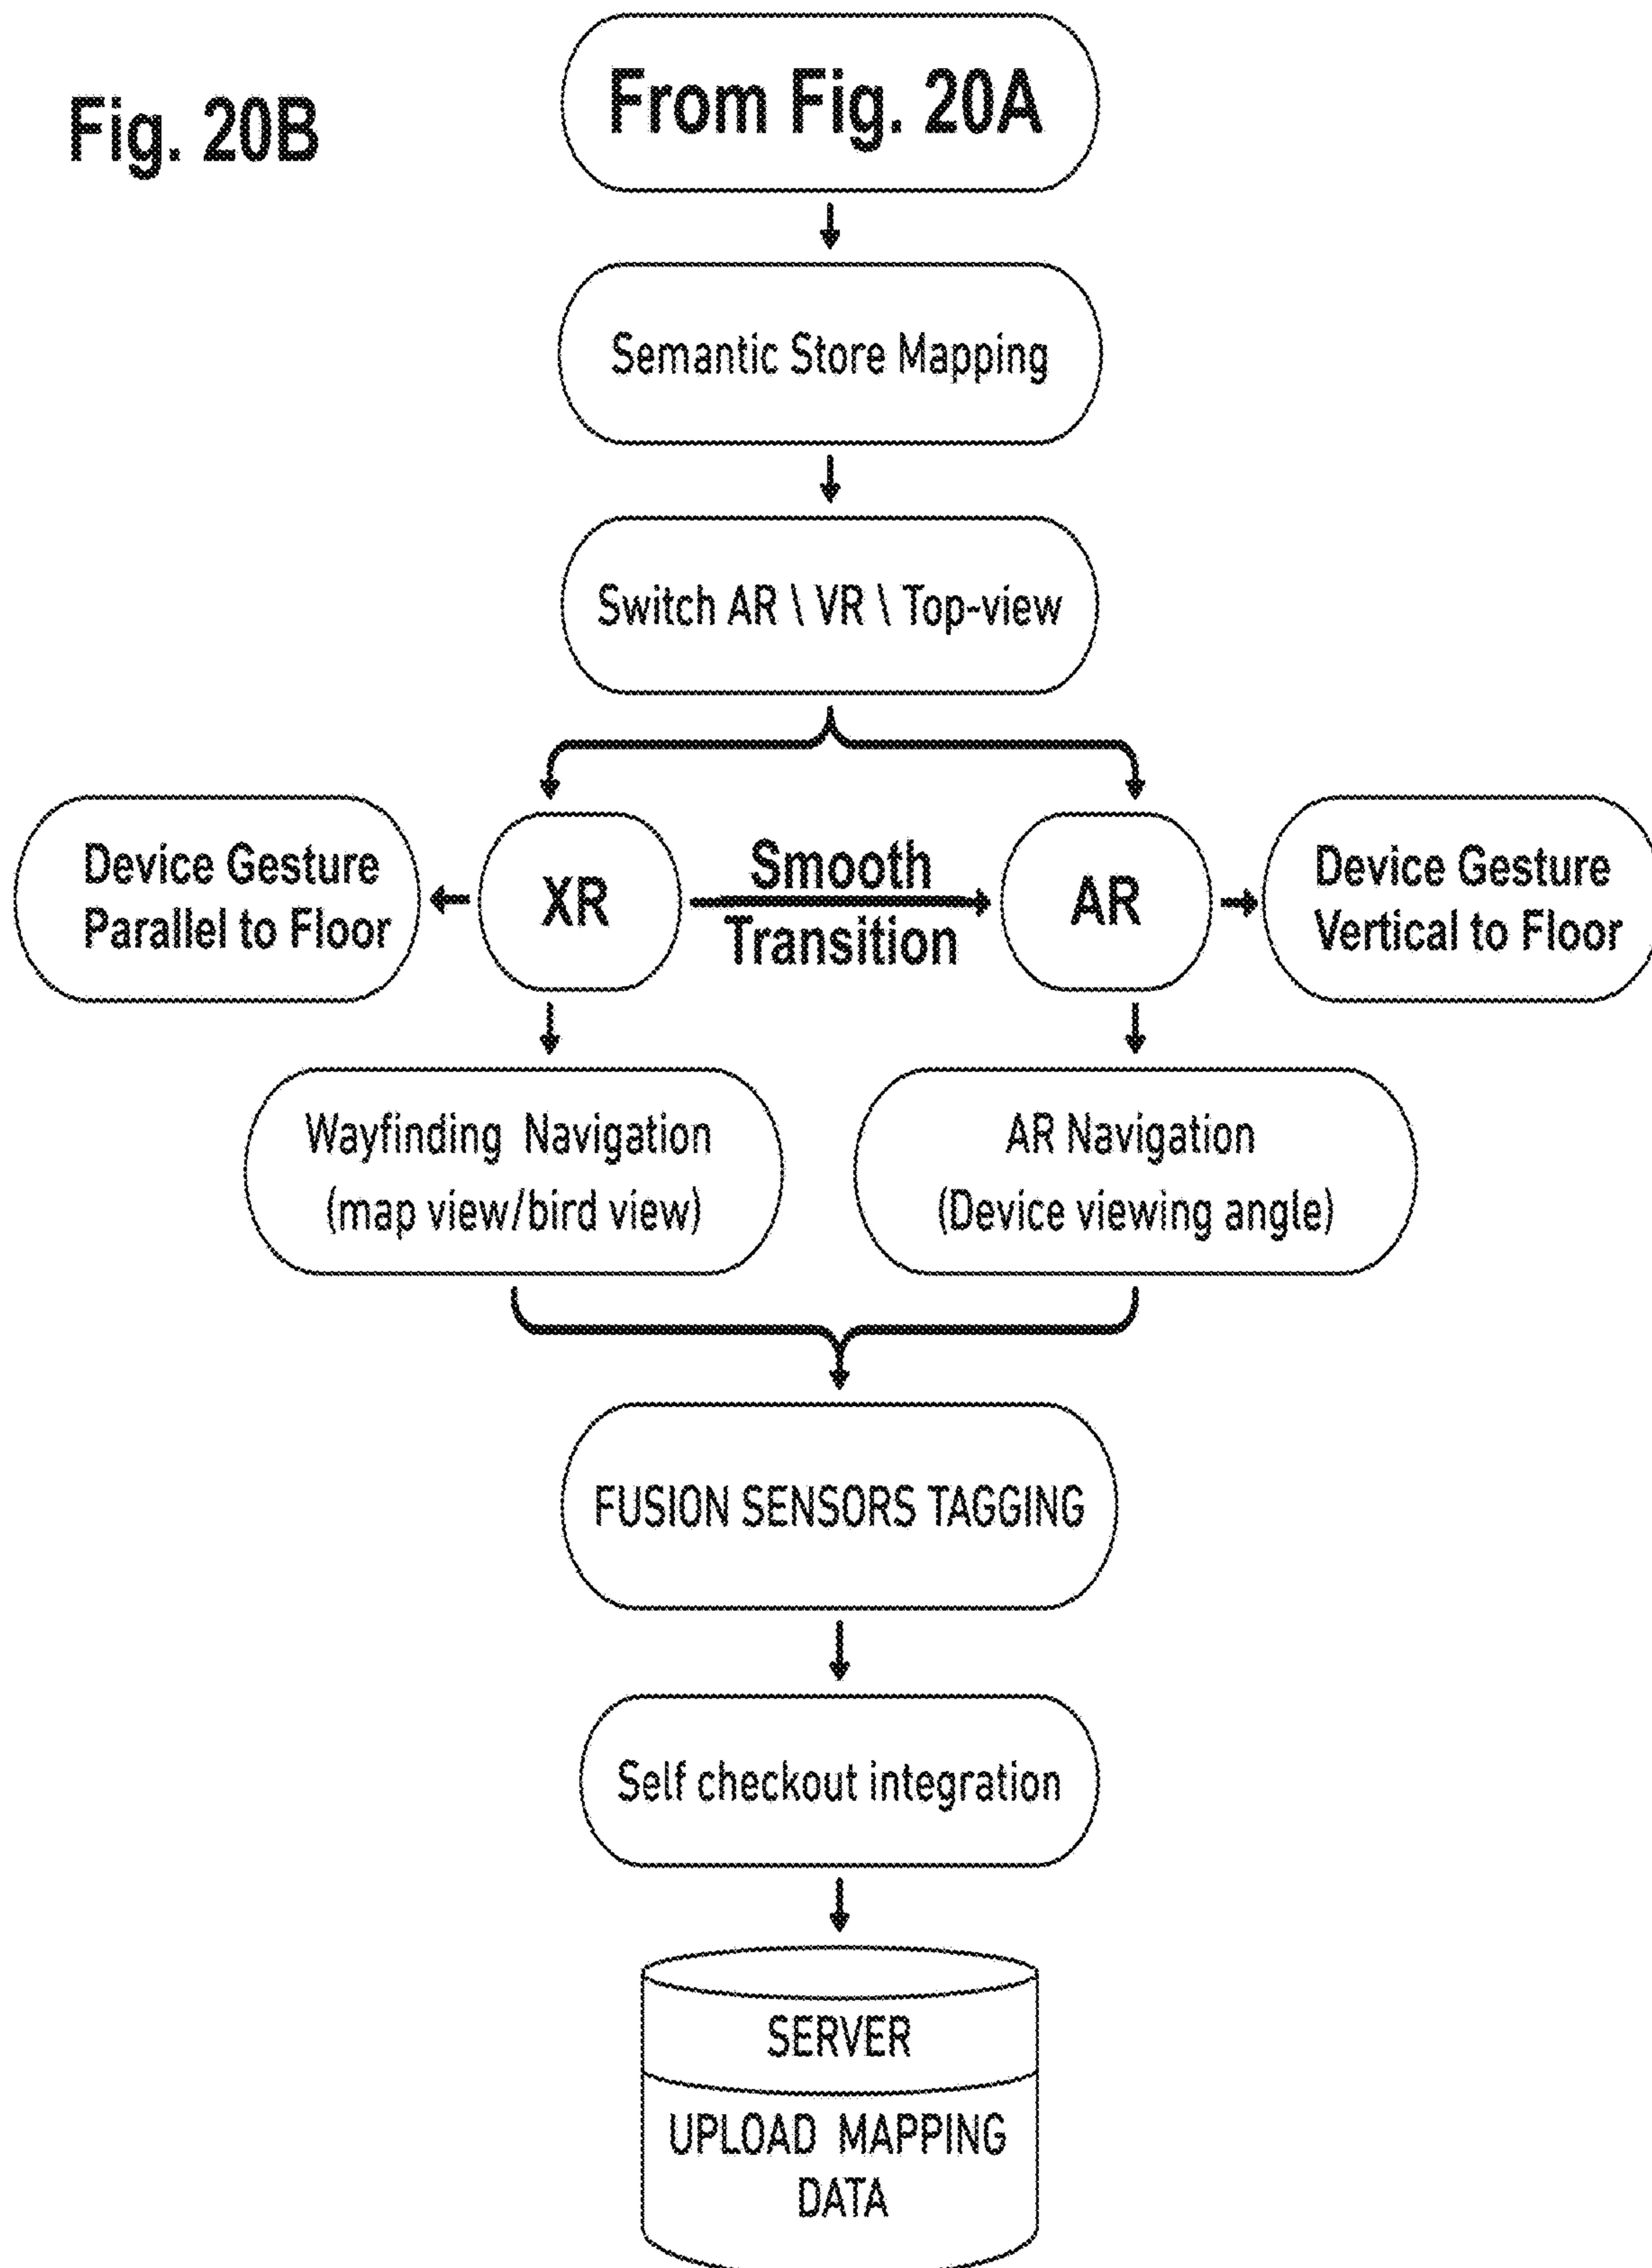 Fig. 20B
From Fig. 20A
Semantic Store Mapping
Switch AR \ VR \ Top-view
Device Gesture
Parallel to Floor
XR
Smooth
Transition
AR
Device Gesture
Vertical to Floor
Wayfinding Navigation
(map view/bird view)
AR Navigation
(Device viewing angle)
FUSION SENSORS TAGGING
Self checkout integration
SERVER
UPLOAD MAPPING
DATA